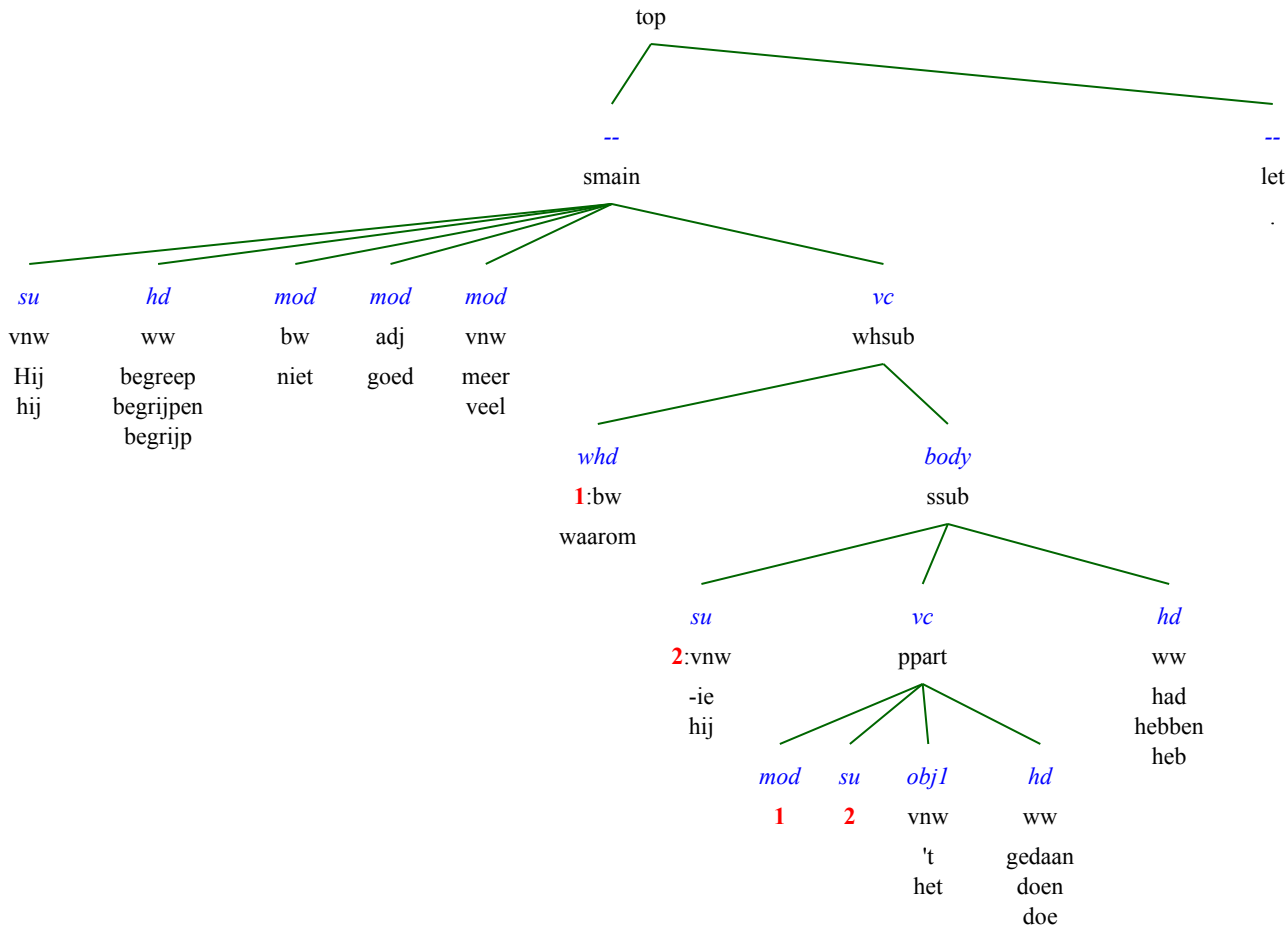 top
-- --
smain let
.
su hd mod mod mod vc
vnw ww bw adj vnw whsub
Hij begreep niet goed meer
hij begrijpen veel
begrijp
whd body
1:bw ssub
waarom
su vc hd
2:vnw ppart ww
-ie had
hij hebben
heb
mod su obj1 hd
1 2 vnw ww
't gedaan
het doen
doe